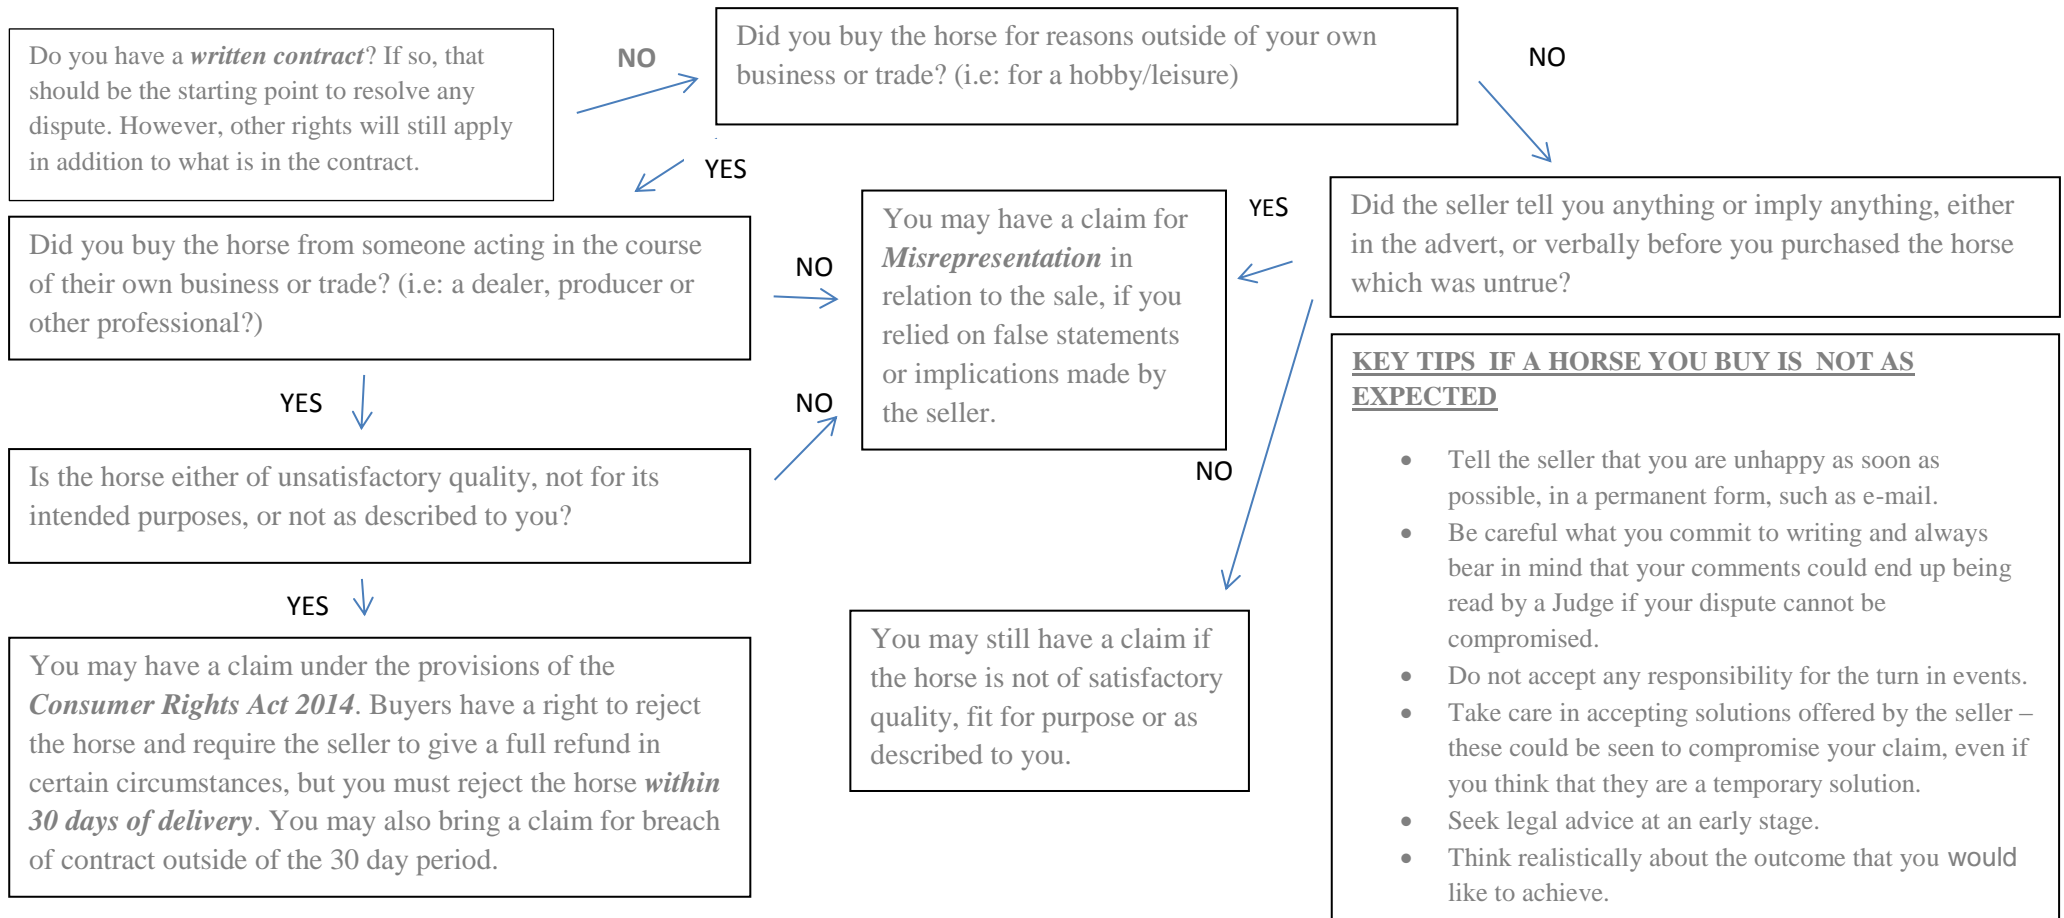 Do you have a written contract? If so, that
should be the starting point to resolve any
dispute. However, other rights will still apply
in addition to what is in the contract.
NO
Did you buy the horse for reasons outside of your own
business or trade? (i.e: for a hobby/leisure)
NO
YES
Did you buy the horse from someone acting in the course
of their own business or trade? (i.e: a dealer, producer or
other professional?)
NO
You may have a claim for
Misrepresentation in
relation to the sale, if you
relied on false statements
or implications made by
the seller.
YES
Did the seller tell you anything or imply anything, either
in the advert, or verbally before you purchased the horse
which was untrue?
YES
NO
NO
Is the horse either of unsatisfactory quality, not for its
intended purposes, or not as described to you?
YES
You may have a claim under the provisions of the
Consumer Rights Act 2014. Buyers have a right to reject
the horse and require the seller to give a full refund in
certain circumstances, but you must reject the horse within
30 days of delivery. You may also bring a claim for breach
of contract outside of the 30 day period.
You may still have a claim if
the horse is not of satisfactory
quality, fit for purpose or as
described to you.
KEY TIPS IF A HORSE YOU BUY IS NOT AS
EXPECTED
• Tell the seller that you are unhappy as soon as
possible, in a permanent form, such as e-mail.
• Be careful what you commit to writing and always
bear in mind that your comments could end up being
read by a Judge if your dispute cannot be
compromised.
• Do not accept any responsibility for the turn in events.
• Take care in accepting solutions offered by the seller –
these could be seen to compromise your claim, even if
you think that they are a temporary solution.
• Seek legal advice at an early stage.
• Think realistically about the outcome that you would
like to achieve.